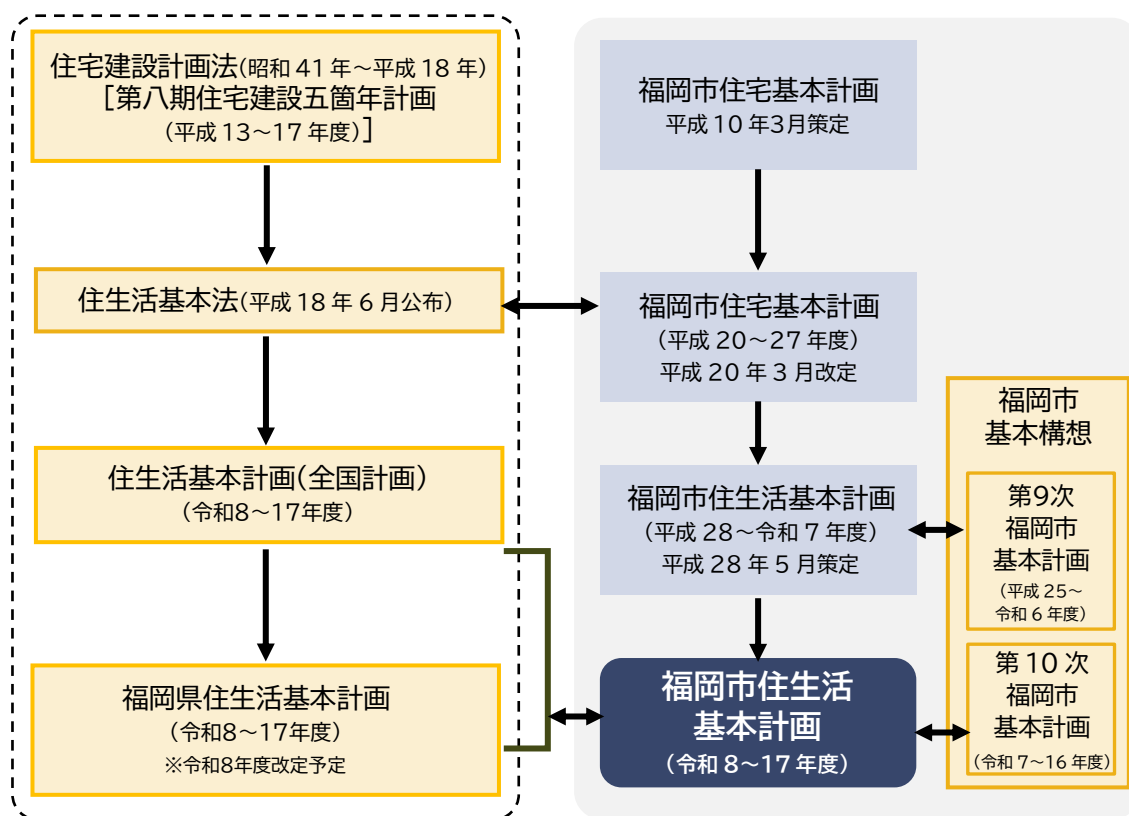 住宅建設計画法(昭和 41 年～平成 18 年)
[第八期住宅建設五箇年計画
(平成 13～17 年度)]
住生活基本法(平成 18 年 6 月公布)
住生活基本計画(全国計画)
(令和8～17年度)
福岡県住生活基本計画
(令和8～17年度)
※令和8年度改定予定
福岡市住宅基本計画
平成 10 年3月策定
福岡市住宅基本計画
(平成 20～27 年度)
平成 20 年 3 月改定
福岡市住生活基本計画
(平成 28～令和 7 年度)
平成 28 年 5 月策定
福岡市住生活
基本計画
(令和 8～17 年度)
福岡市
基本構想
第9次
福岡市
基本計画
(平成 25～
令和 6 年度)
第 10 次
福岡市
基本計画
(令和 7～16 年度)